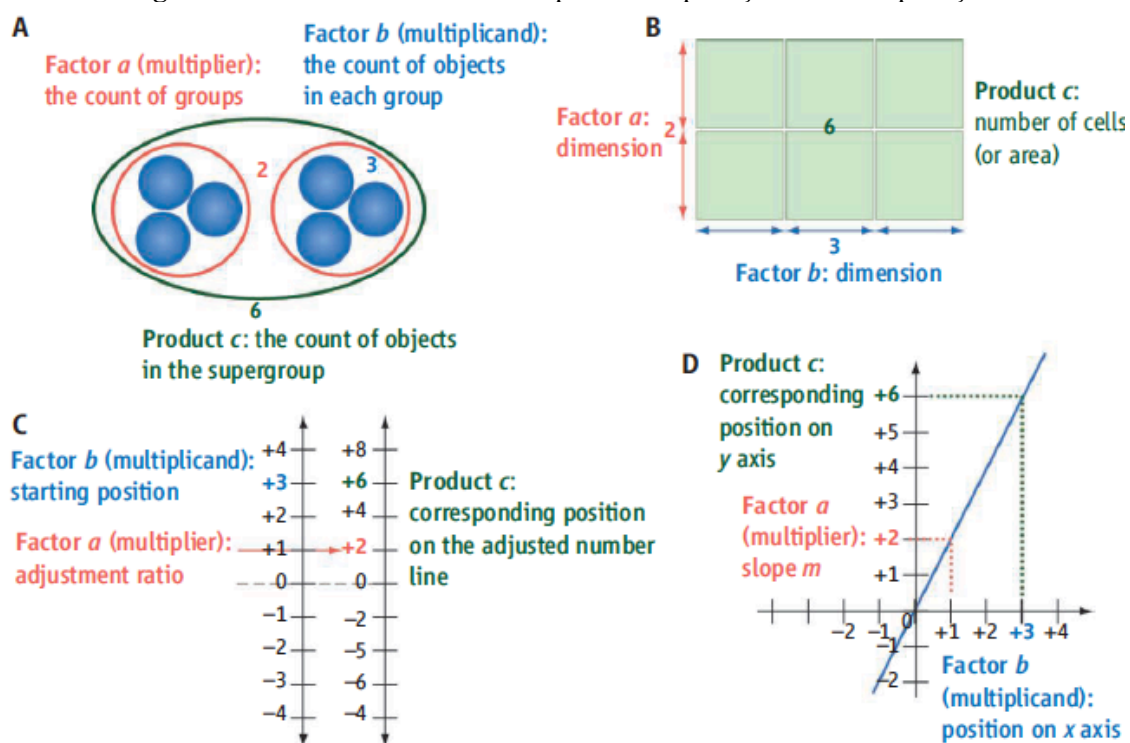 A
Factor a (multiplier):
the count of groups
Factor b (multiplicand):
the count of objects
in each group
2
3
6
Product c: the count of objects
in the supergroup
B
Factor a:
dimension
2
6
Product c:
number of cells
(or area)
3
Factor b: dimension
C
Factor b (multiplicand):
starting position
Factor a (multiplier):
adjustment ratio
+4
+3
+2
+1
0
−1
−2
−3
−4
+8
+6
+4
+2
0
−2
−5
−6
−4
Product c:
corresponding position
on the adjusted number
line
D
Product c:
corresponding
position on
y axis
Factor a
(multiplier):
slope m
+6
+5
+4
+3
+2
+1
0
−1
−2
−2 −1 +1 +2 +3 +4
Factor b
(multiplicand):
position on x axis